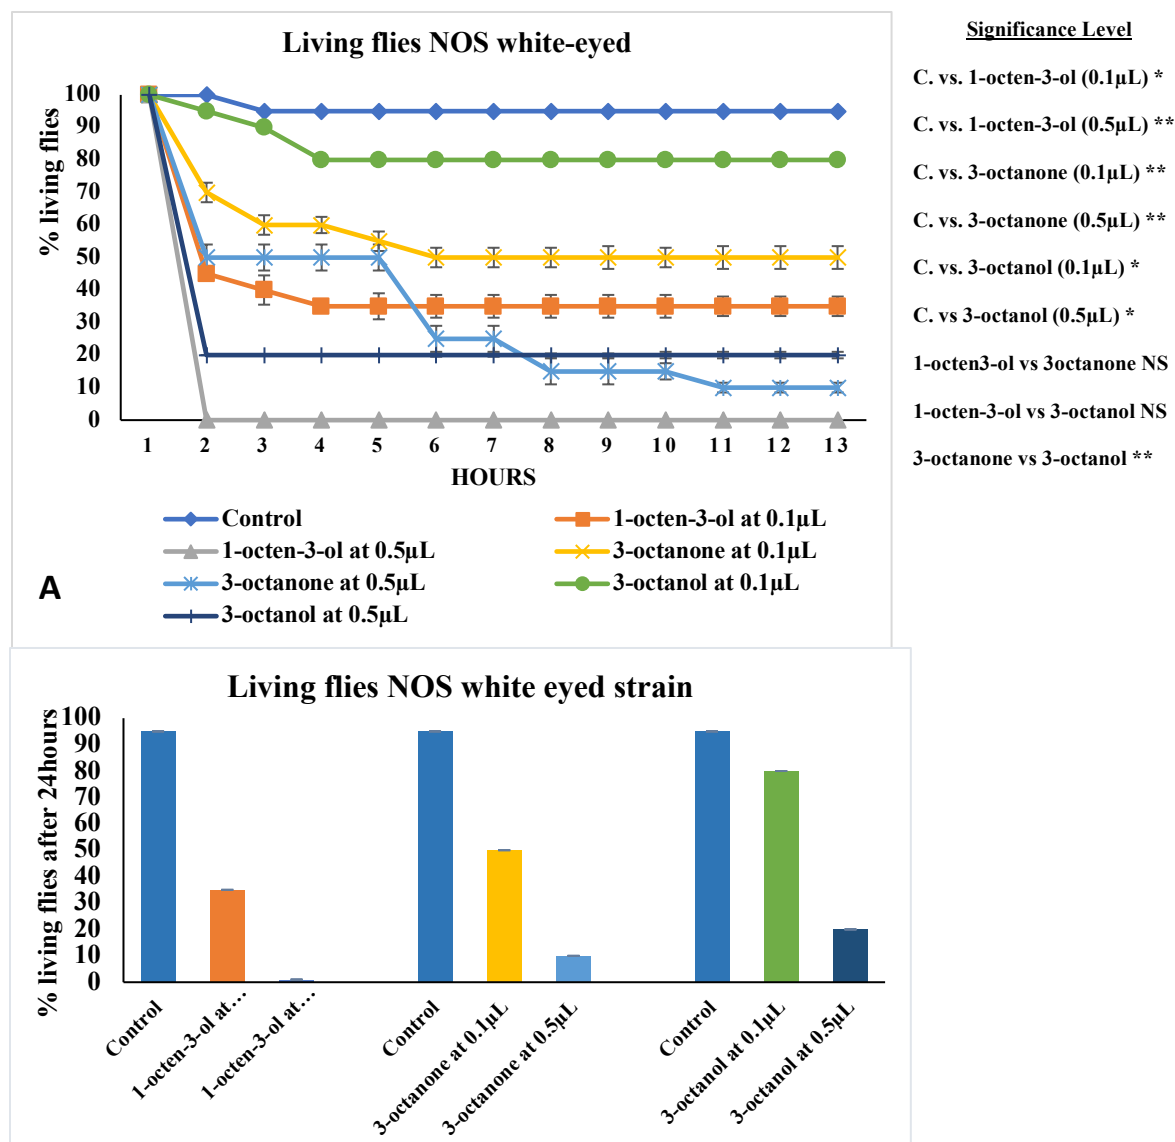 Living flies NOS white-eyed
% living flies
100
90
80
70
60
50
40
30
20
10
0
1 2 3 4 5 6 7 8 9 10 11 12 13
HOURS
Control
1-octen-3-ol at 0.1µL
1-octen-3-ol at 0.5µL
3-octanone at 0.1µL
3-octanone at 0.5µL
3-octanol at 0.1µL
3-octanol at 0.5µL
A
Significance Level
C. vs. 1-octen-3-ol (0.1µL) *
C. vs. 1-octen-3-ol (0.5µL) **
C. vs. 3-octanone (0.1µL) **
C. vs. 3-octanone (0.5µL) **
C. vs. 3-octanol (0.1µL) *
C. vs 3-octanol (0.5µL) *
1-octen3-ol vs 3octanone NS
1-octen-3-ol vs 3-octanol NS
3-octanone vs 3-octanol **
Living flies NOS white eyed strain
% living flies after 24hours
100
90
80
70
60
50
40
30
20
10
0
Control
1-octen-3-ol at…
1-octen-3-ol at…
Control
3-octanone at 0.1µL
3-octanone at 0.5µL
Control
3-octanol at 0.1µL
3-octanol at 0.5µL